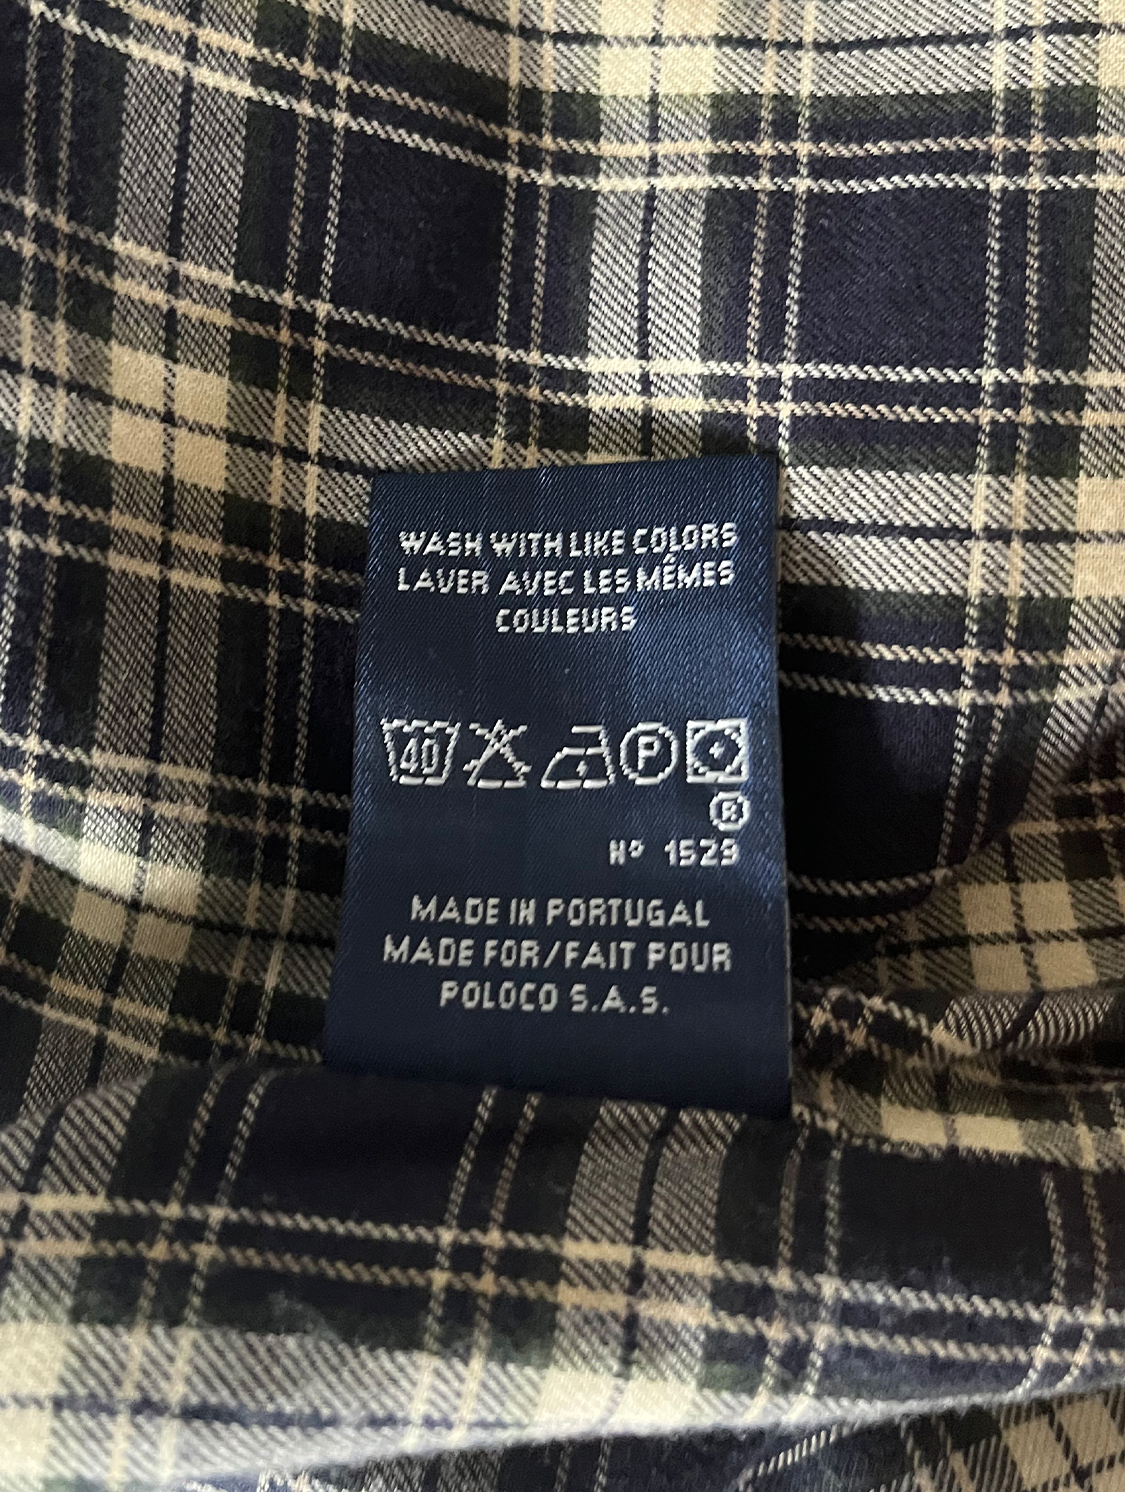 WASH WITH LIKE COLORS
LAVER AVEC LES MÊMES
COULEURS
40 P
®
Nº 1529
MADE IN PORTUGAL
MADE FOR/FAIT POUR
POLOCO S.A.S.